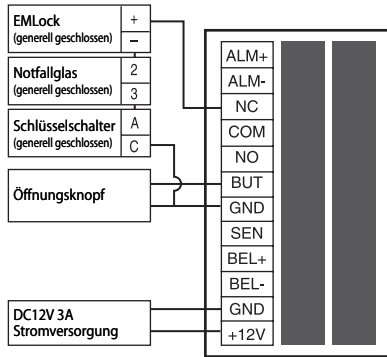 EMLock
(generell geschlossen)
+
–
Notfallglas
(generell geschlossen)
2
3
Schlüsselschalter
(generell geschlossen)
A
C
Öffnungsknopf
DC12V 3A
Stromversorgung
ALM+
ALM-
NC
COM
NO
BUT
GND
SEN
BEL+
BEL-
GND
+12V